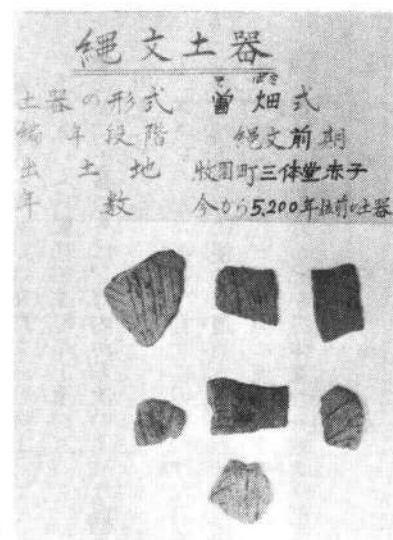 縄文土器
土器の形式 曽畑式
編年段階 縄文前期
出土地 牧園町三体堂赤子
年数 今から5,200年位前の土器